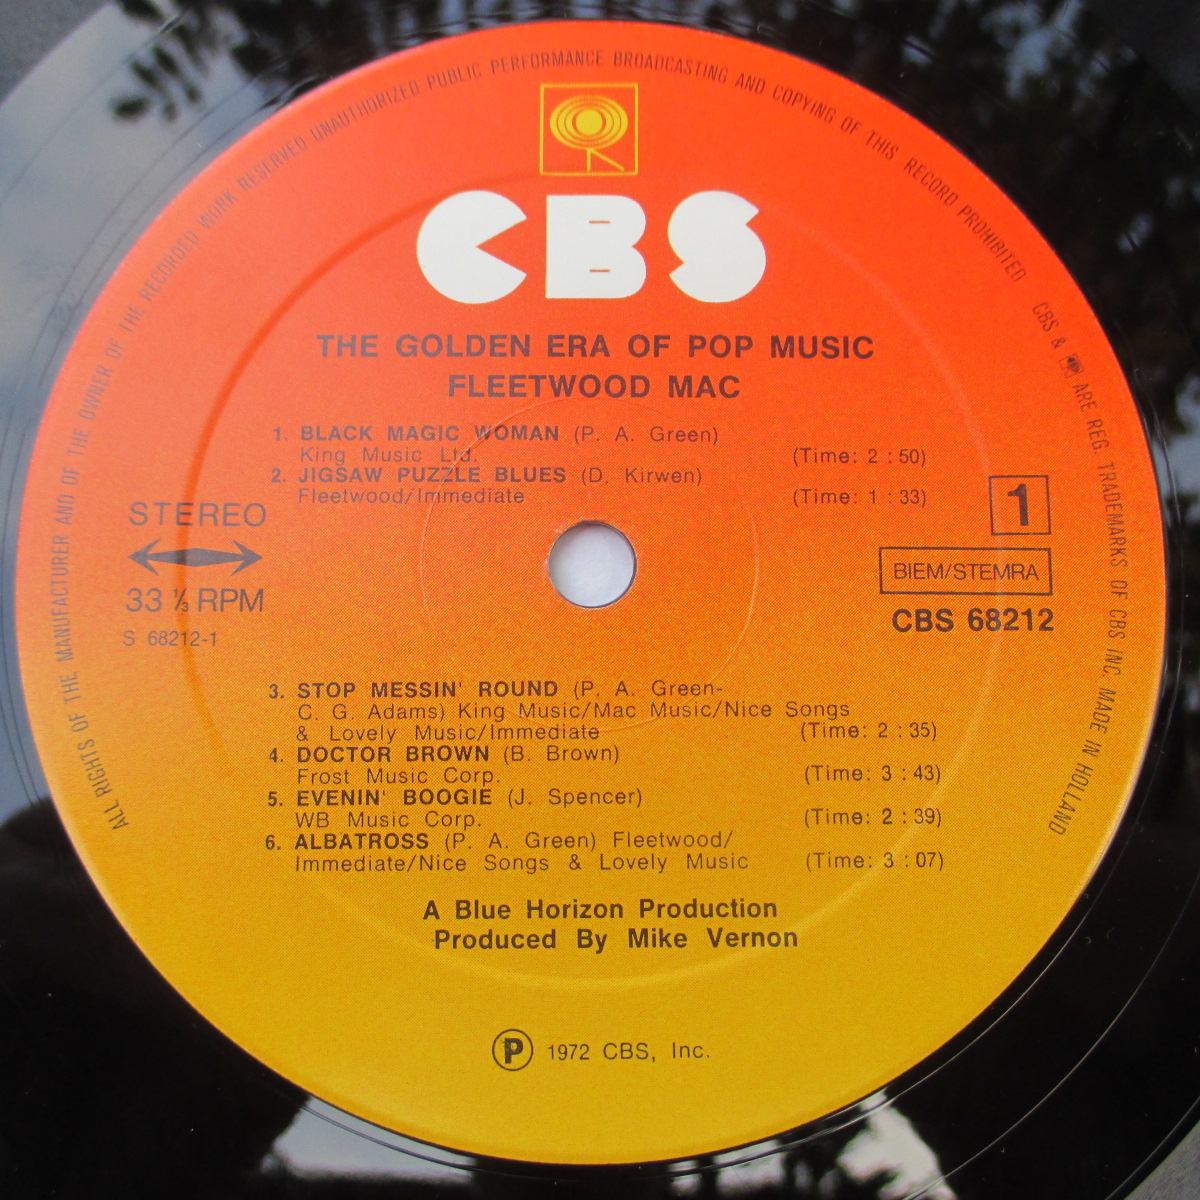 ALL RIGHTS OF THE MANUFACTURER AND OF THE OWNER OF THE RECORDED WORK RESERVED UNAUTHORIZED PUBLIC PERFORMANCE BROADCASTING AND COPYING OF THIS RECORD PROHIBITED CBS & ARE REG. TRADEMARKS OF CBS INC. MADE IN HOLLAND
CBS
THE GOLDEN ERA OF POP MUSIC
FLEETWOOD MAC
1. BLACK MAGIC WOMAN (P. A. Green)
King Music Ltd. (Time: 2 : 50)
2. JIGSAW PUZZLE BLUES (D. Kirwen)
Fleetwood/Immediate (Time: 1 : 33)
STEREO
33 ⅓ RPM
S 68212-1
1
BIEM/STEMRA
CBS 68212
3. STOP MESSIN' ROUND (P. A. Green-
C. G. Adams) King Music/Mac Music/Nice Songs
& Lovely Music/Immediate (Time: 2 : 35)
4. DOCTOR BROWN (B. Brown)
Frost Music Corp. (Time: 3 : 43)
5. EVENIN' BOOGIE (J. Spencer)
WB Music Corp. (Time: 2 : 39)
6. ALBATROSS (P. A. Green) Fleetwood/
Immediate/Nice Songs & Lovely Music (Time: 3 : 07)
A Blue Horizon Production
Produced By Mike Vernon
Ⓟ 1972 CBS, Inc.